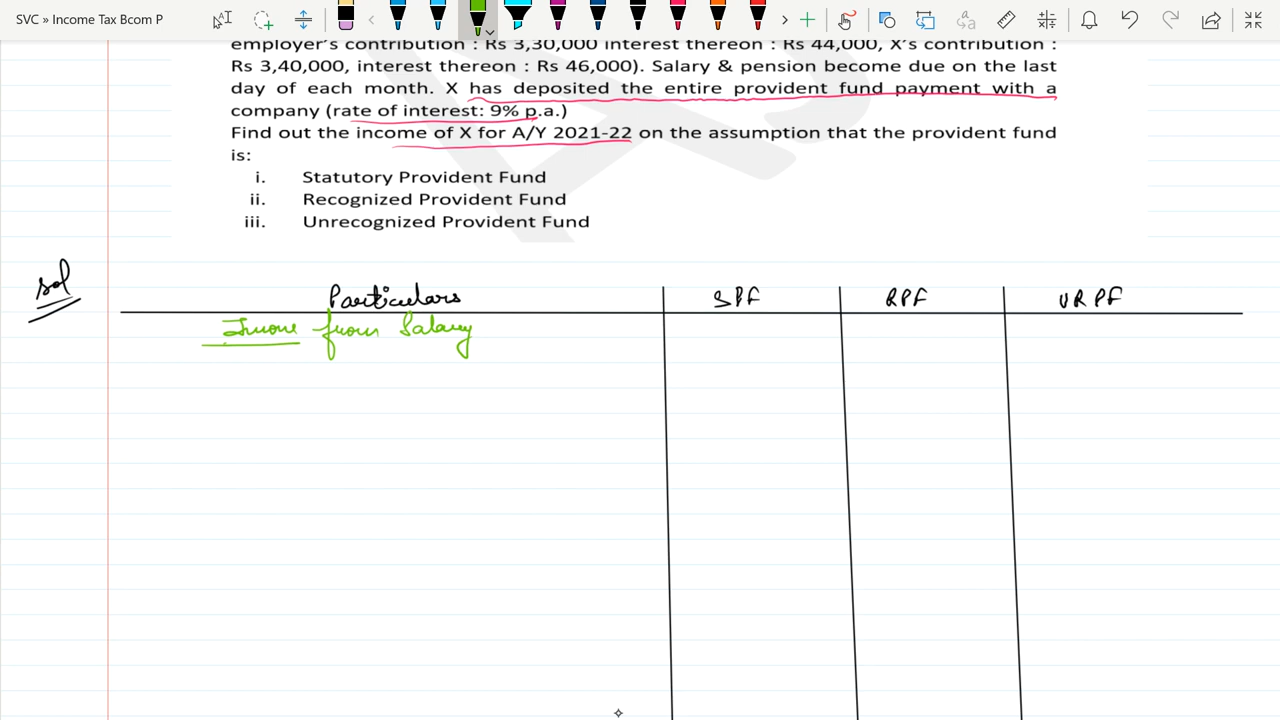 SVC » Income Tax Bcom P
employer's contribution : Rs 3,30,000 interest thereon : Rs 44,000, X's contribution :
Rs 3,40,000, interest thereon : Rs 46,000). Salary & pension become due on the last
day of each month. X has deposited the entire provident fund payment with a
company (rate of interest: 9% p.a.)
Find out the income of X for A/Y 2021-22 on the assumption that the provident fund
is:
i. Statutory Provident Fund
ii. Recognized Provident Fund
iii. Unrecognized Provident Fund
Sol
Particulars SPF RPF URPF
Income from Salary